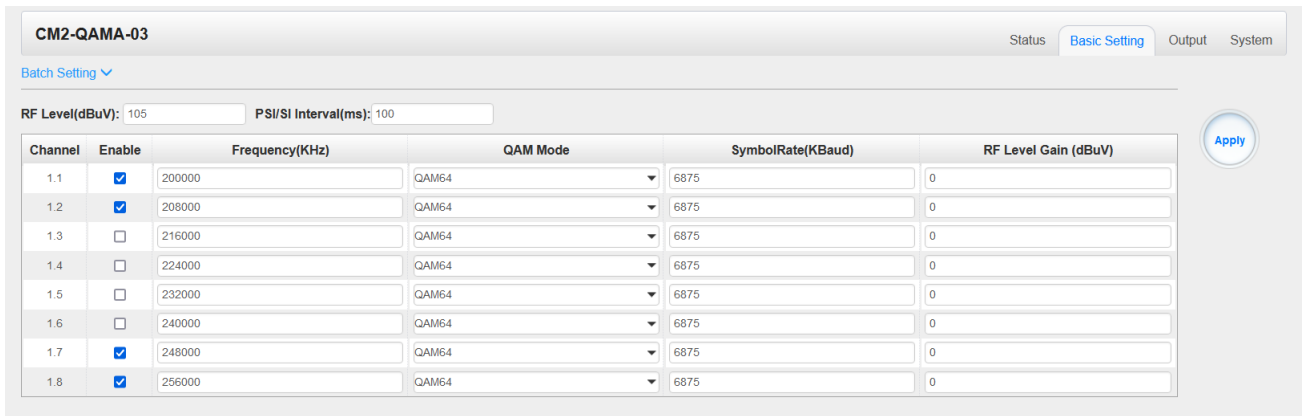 CM2-QAMA-03
Status Basic Setting Output System
Batch Setting
RF Level(dBuV): 105 PSI/SI Interval(ms): 100
Apply
Channel Enable Frequency(KHz) QAM Mode SymbolRate(KBaud) RF Level Gain (dBuV)
1.1 200000 QAM64 6875 0
1.2 208000 QAM64 6875 0
1.3 216000 QAM64 6875 0
1.4 224000 QAM64 6875 0
1.5 232000 QAM64 6875 0
1.6 240000 QAM64 6875 0
1.7 248000 QAM64 6875 0
1.8 256000 QAM64 6875 0